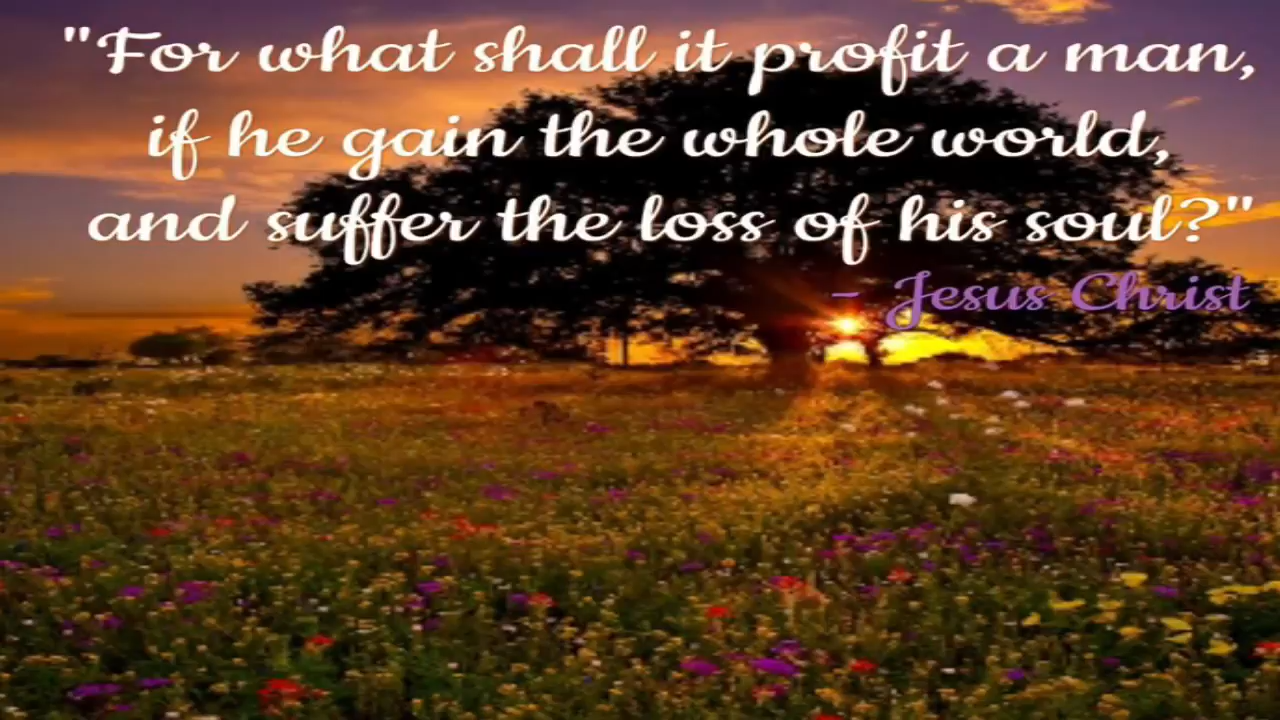 "For what shall it profit a man,
if he gain the whole world,
and suffer the loss of his soul?"
- Jesus Christ